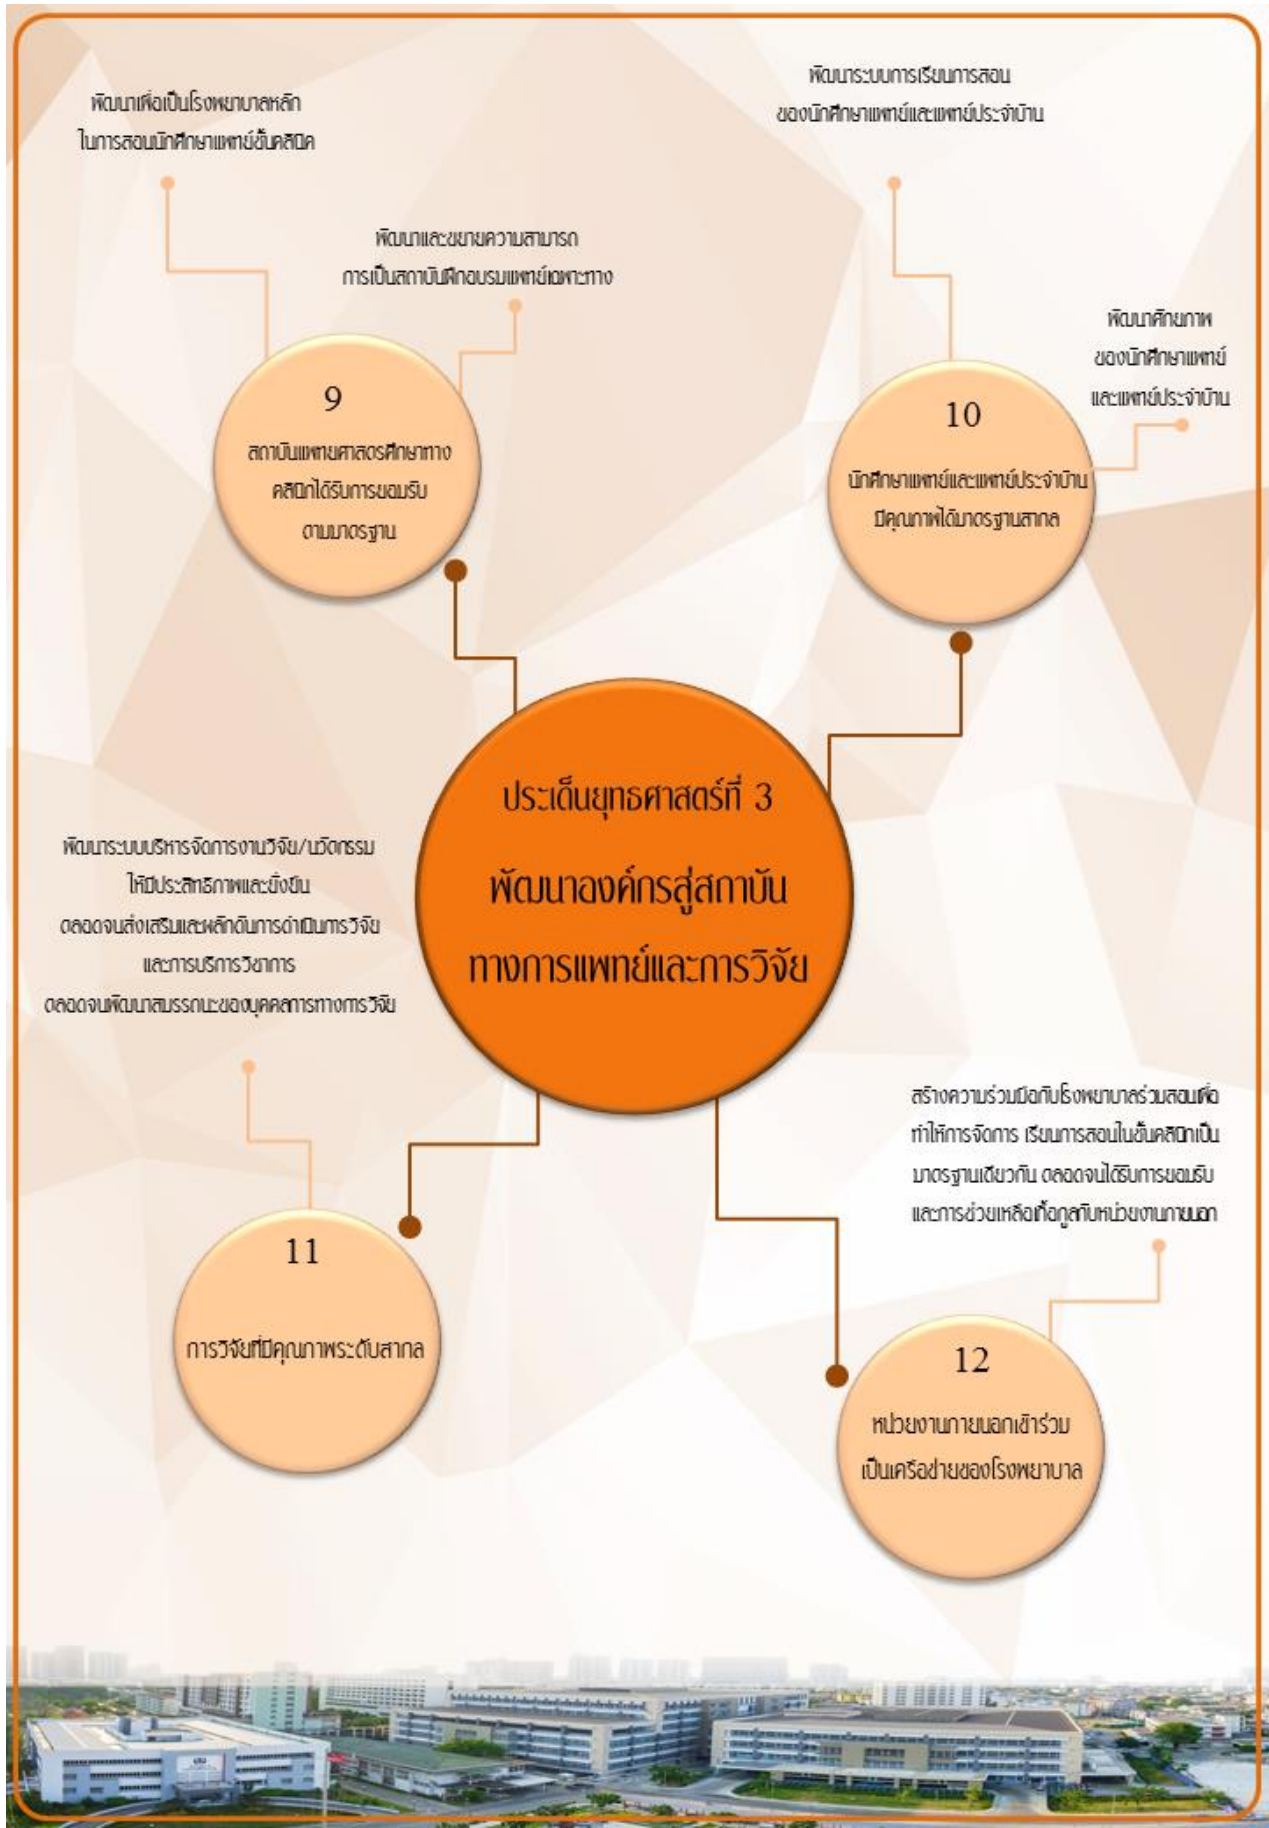 พัฒนาเพื่อเป็นโรงพยาบาลหลัก
ในการสอนนักศึกษาแพทย์ชั้นคลินิค
พัฒนาระบบการเรียนการสอน
ของนักศึกษาแพทย์และแพทย์ประจำบ้าน
พัฒนาและขยายความสามารถ
การเป็นสถาบันฝึกอบรมแพทย์เฉพาะทาง
พัฒนาศักยภาพ
ของนักศึกษาแพทย์
และแพทย์ประจำบ้าน
9
สถาบันแพทยศาสตรศึกษาทาง
คลินิกได้รับการยอมรับ
ตามมาตรฐาน
10
นักศึกษาแพทย์และแพทย์ประจำบ้าน
มีคุณภาพได้มาตรฐานสากล
ประเด็นยุทธศาสตร์ที่ 3
พัฒนาองค์กรสู่สถาบัน
ทางการแพทย์และการวิจัย
พัฒนาระบบบริหารจัดการงานวิจัย/นวัตกรรม
ให้มีประสิทธิภาพและยั่งยืน
ตลอดจนส่งเสริมและผลักดันการดำเนินการวิจัย
และการบริการวิชาการ
ตลอดจนพัฒนาสมรรถนะของบุคคลการทางการวิจัย
11
การวิจัยที่มีคุณภาพระดับสากล
สร้างความร่วมมือกับโรงพยาบาลร่วมสอนเพื่อ
ทำให้การจัดการ เรียนการสอนในชั้นคลินิกเป็น
มาตรฐานเดียวกัน ตลอดจนได้รับการยอมรับ
และการช่วยเหลือเกื้อกูลกับหน่วยงานภายนอก
12
หน่วยงานภายนอกเข้าร่วม
เป็นเครือข่ายของโรงพยาบาล